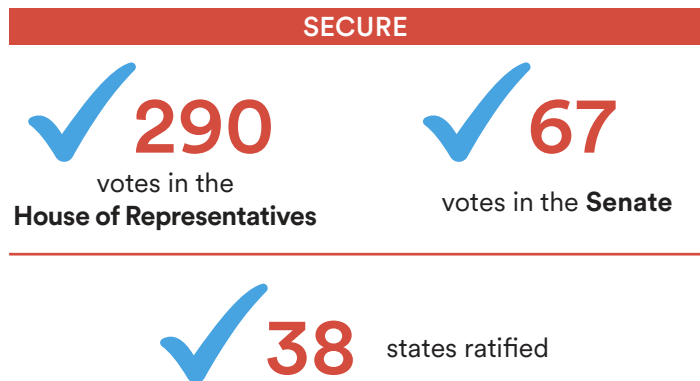 SECURE
290
votes in the
House of Representatives
67
votes in the Senate
38
states ratified